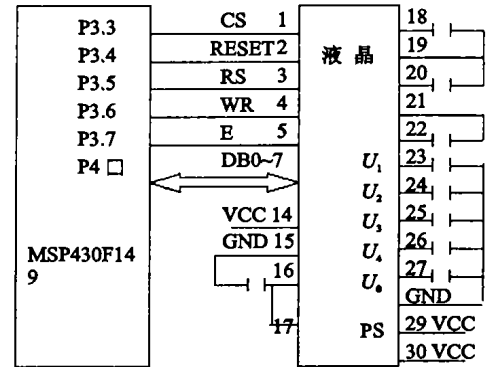 P3.3
P3.4
P3.5
P3.6
P3.7
P4 口
MSP430F14
9
CS 1
RESET 2
RS 3
WR 4
E 5
DB0~7
VCC 14
GND 15
16
17
液晶
U₁
U₂
U₃
U₄
U₀
PS
18
19
20
21
22
23
24
25
26
27
GND
29 VCC
30 VCC